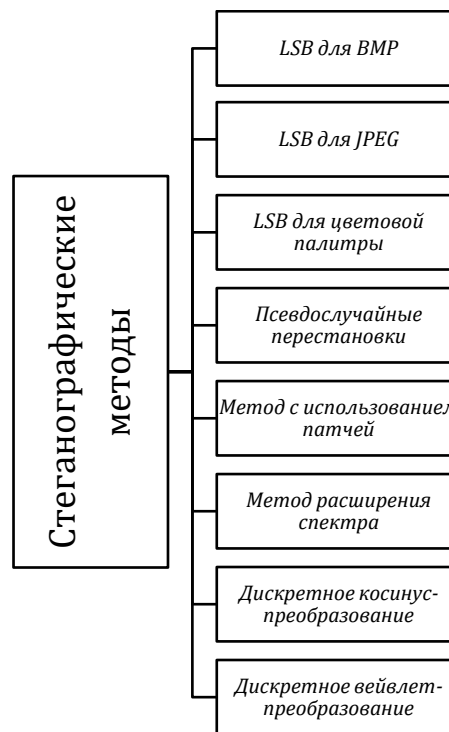 Стеганографические
методы
LSB для BMP
LSB для JPEG
LSB для цветовой
палитры
Псевдослучайные
перестановки
Метод с использованием
патчей
Метод расширения
спектра
Дискретное косинус-
преобразование
Дискретное вейвлет-
преобразование